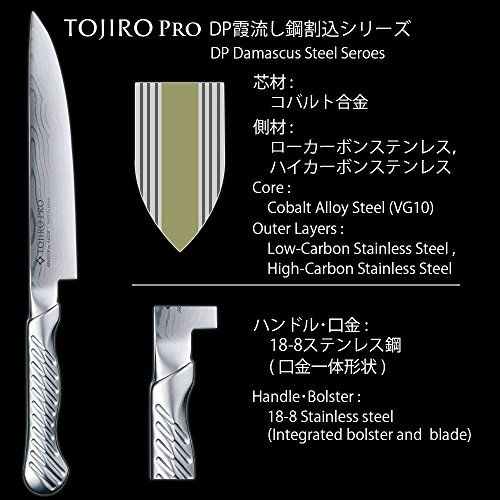 TOJIRO PRO DP霞流し鋼割込シリーズ
DP Damascus Steel Seroes
芯材 :
コバルト合金
側材 :
ローカーボンステンレス,
ハイカーボンステンレス
Core :
Cobalt Alloy Steel (VG10)
Outer Layers :
Low-Carbon Stainless Steel ,
High-Carbon Stainless Steel
TOJIRO PRO
ハンドル・口金 :
18-8ステンレス鋼
( 口金一体形状 )
Handle・Bolster :
18-8 Stainless steel
(Integrated bolster and blade)